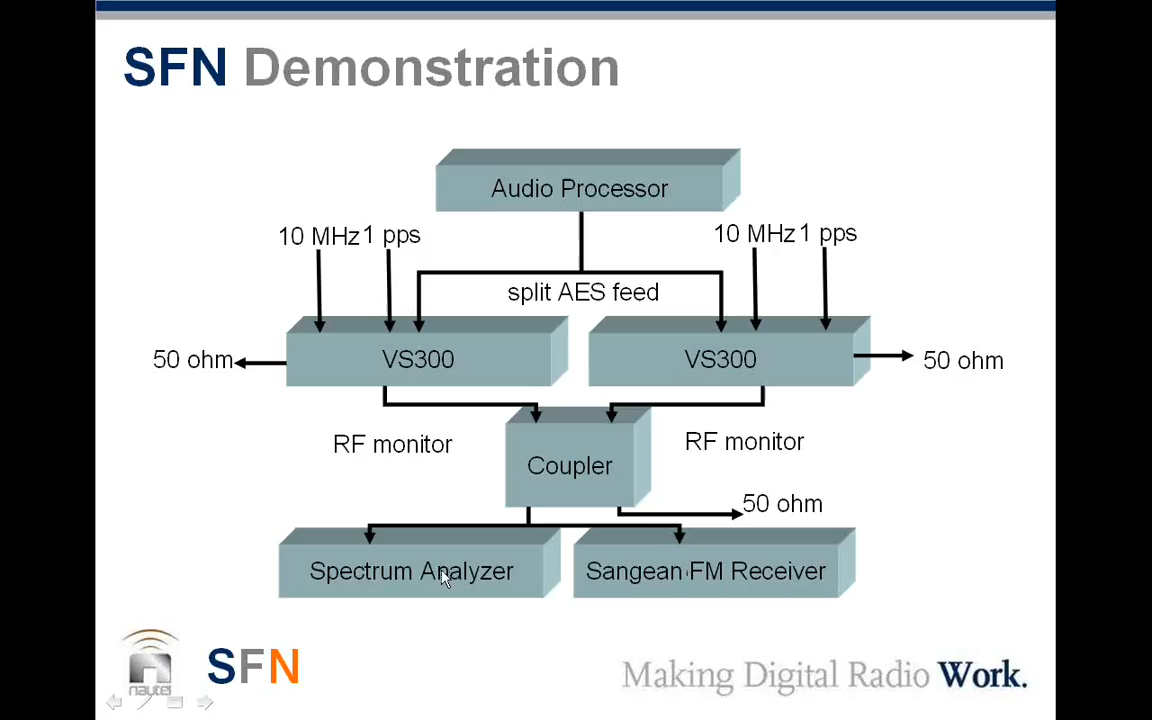 SFN Demonstration
Audio Processor
10 MHz 1 pps
10 MHz 1 pps
split AES feed
50 ohm
VS300
VS300
50 ohm
RF monitor
RF monitor
Coupler
50 ohm
Spectrum Analyzer
Sangean FM Receiver
nautel
SFN
Making Digital Radio Work.